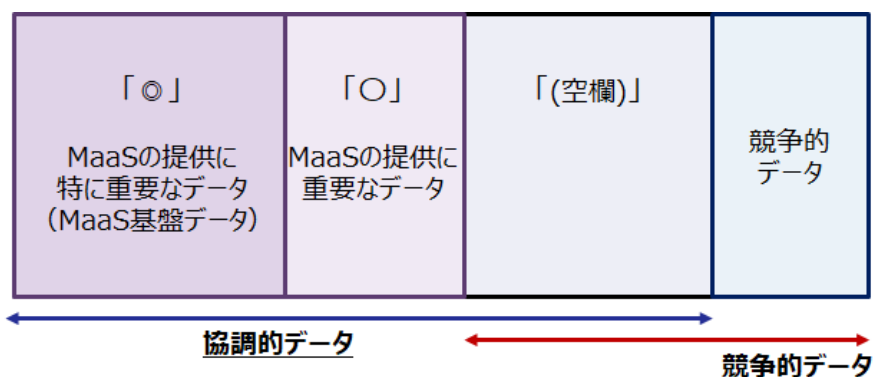 「◎」
MaaSの提供に
特に重要なデータ
（MaaS基盤データ）
「〇」
MaaSの提供に
重要なデータ
「(空欄)」
競争的
データ
協調的データ
競争的データ